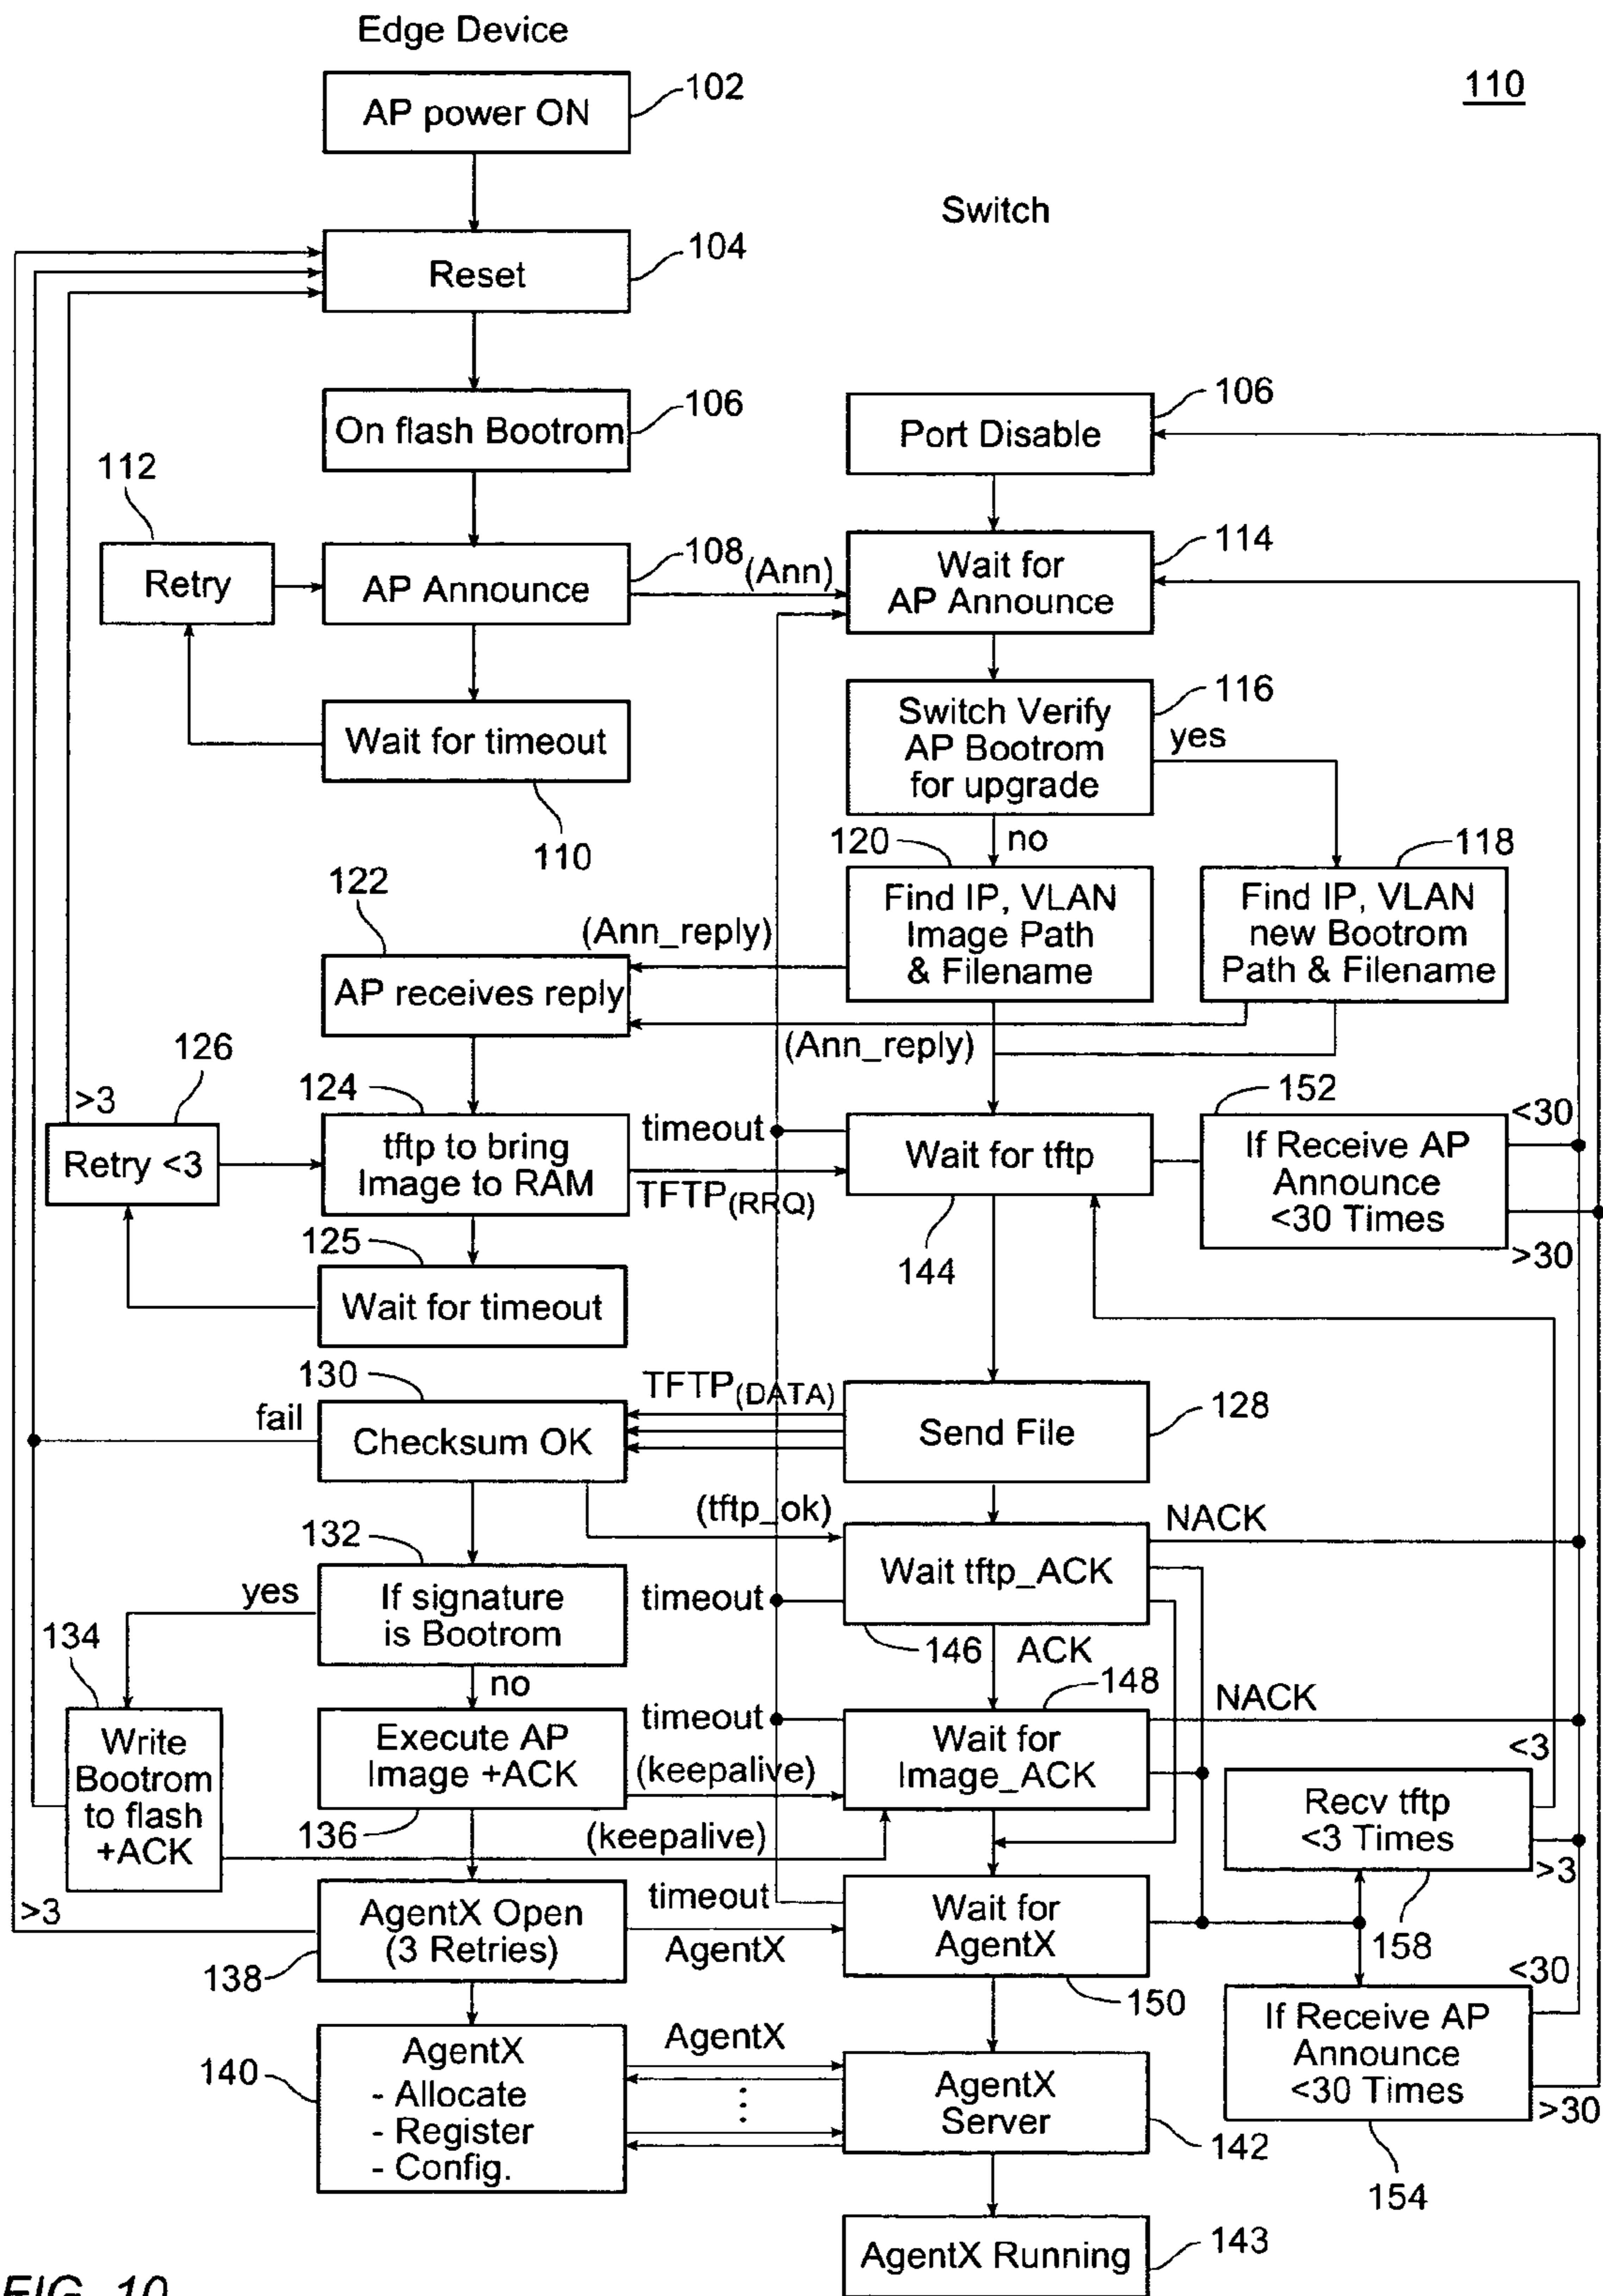 Edge Device
AP power ON
102
110
Switch
Reset
104
On flash Bootrom
106
Port Disable
106
112
Retry
AP Announce
108
(Ann)
Wait for
AP Announce
114
Wait for timeout
110
Switch Verify
AP Bootrom
for upgrade
116
yes
no
120
Find IP, VLAN
Image Path
& Filename
118
Find IP, VLAN
new Bootrom
Path & Filename
122
(Ann_reply)
AP receives reply
(Ann_reply)
126
>3
Retry <3
124
tftp to bring
Image to RAM
timeout
TFTP(RRQ)
Wait for tftp
144
152
If Receive AP
Announce
<30 Times
<30
>30
125
Wait for timeout
130
fail
Checksum OK
TFTP(DATA)
Send File
128
(tftp_ok)
Wait tftp_ACK
NACK
timeout
146
ACK
132
yes
If signature
is Bootrom
no
134
Write
Bootrom
to flash
+ACK
Execute AP
Image +ACK
136
timeout
(keepalive)
(keepalive)
148
Wait for
Image_ACK
NACK
<3
Recv tftp
<3 Times
>3
158
>3
AgentX Open
(3 Retries)
138
timeout
AgentX
Wait for
AgentX
150
<30
If Receive AP
Announce
<30 Times
>30
154
140
AgentX
- Allocate
- Register
- Config.
AgentX
AgentX
Server
142
AgentX Running
143
FIG. 10